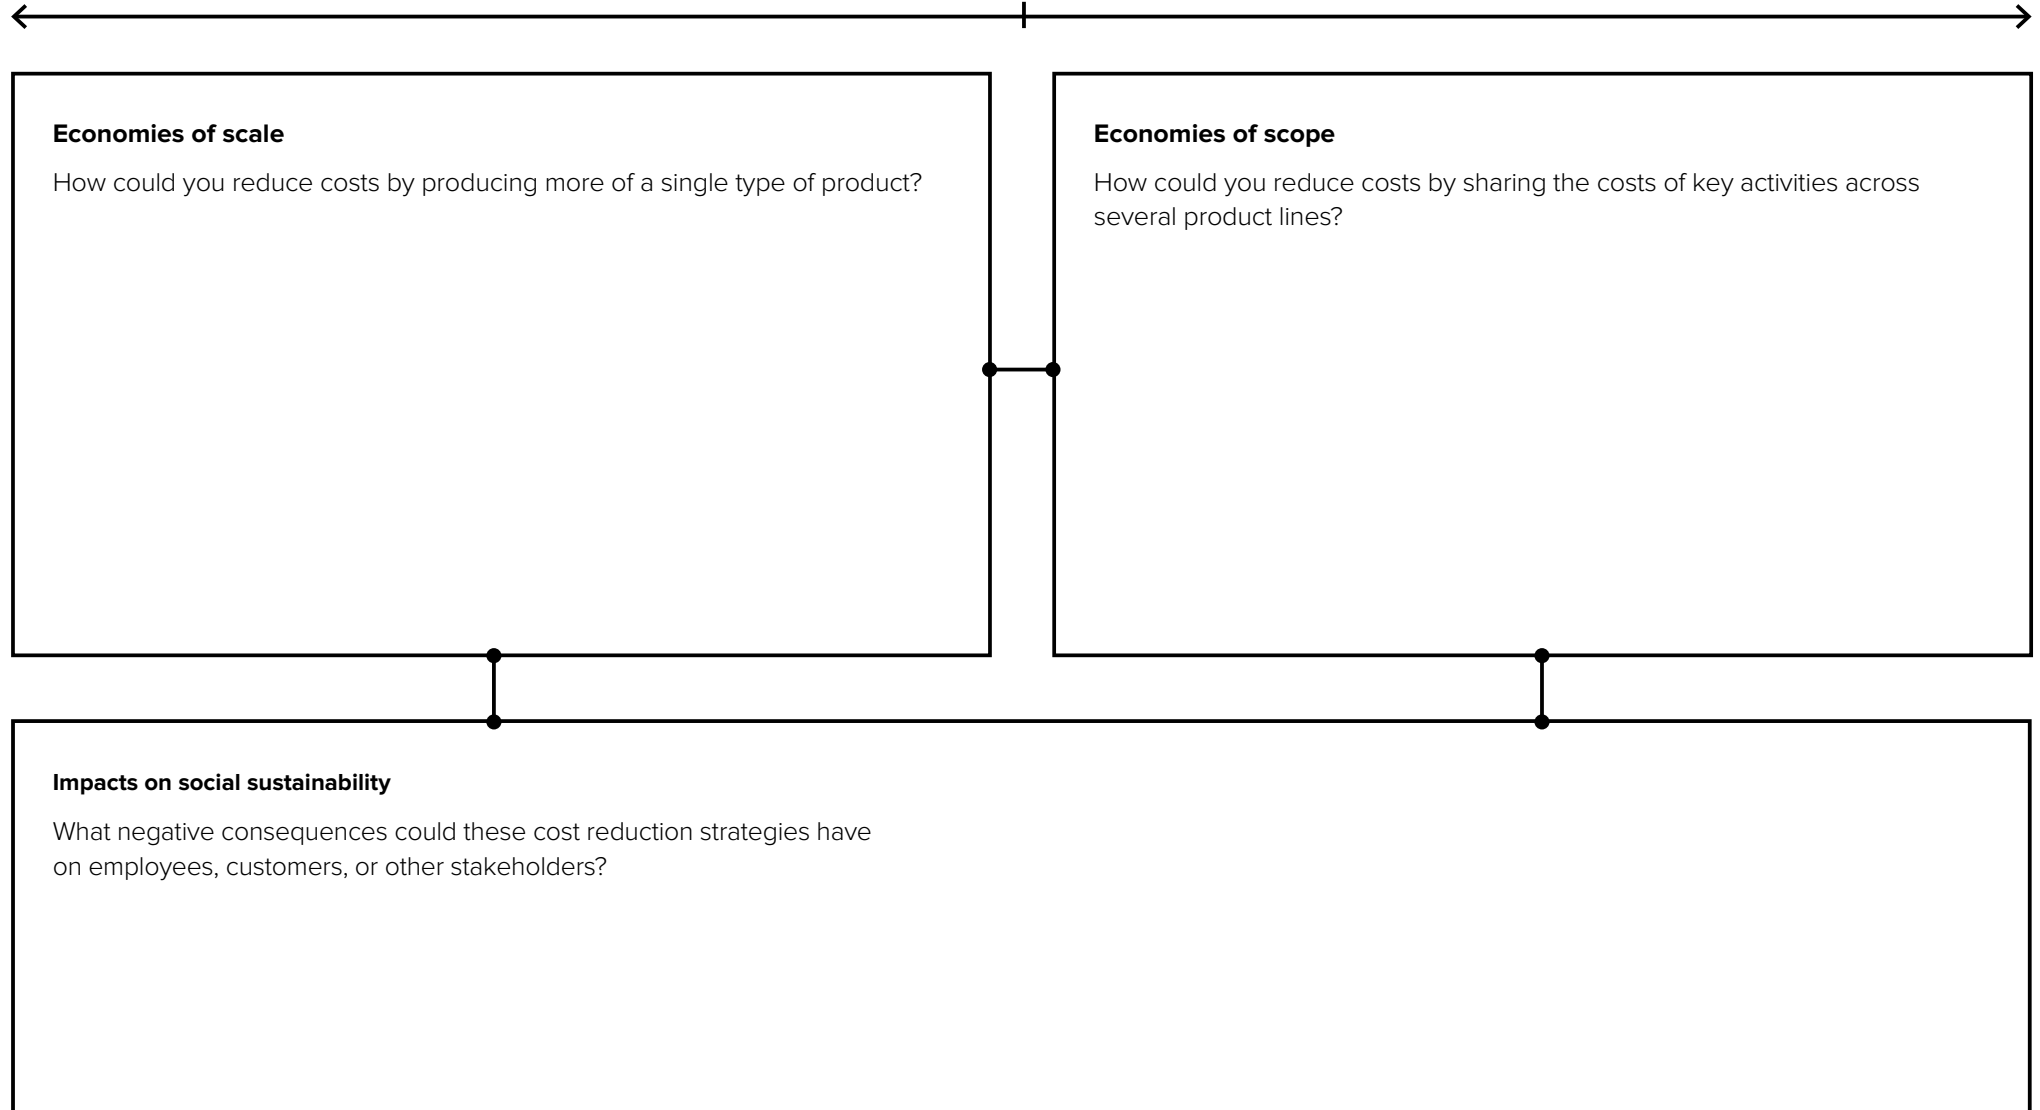 Economies of scale
How could you reduce costs by producing more of a single type of product?
Economies of scope
How could you reduce costs by sharing the costs of key activities across
several product lines?
Impacts on social sustainability
What negative consequences could these cost reduction strategies have
on employees, customers, or other stakeholders?